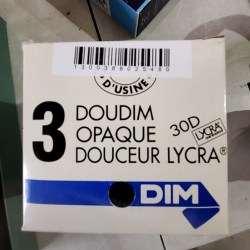 D'USINE
3
DOUDIM
OPAQUE
30D
LYCRA
DOUCEUR LYCRA®
DIM